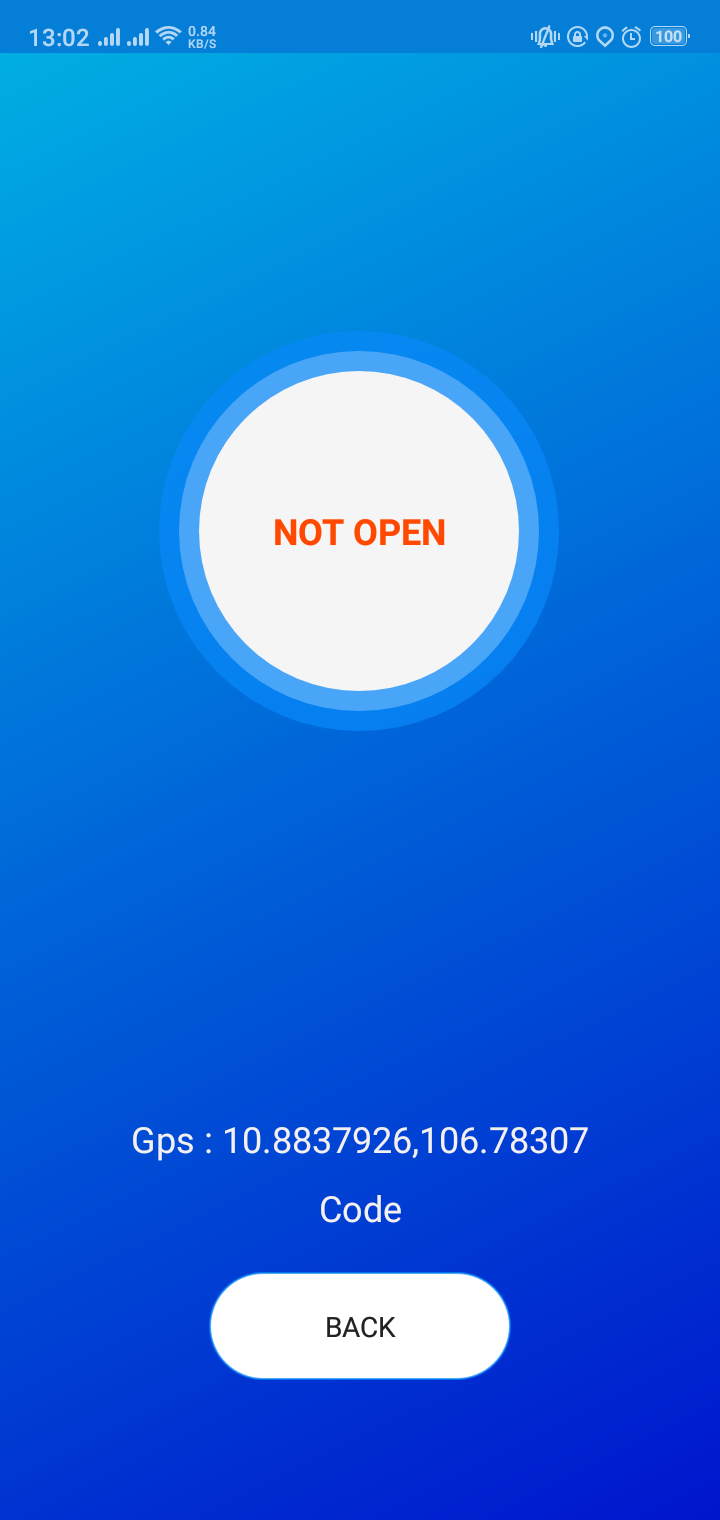 13:02
0.84
KB/S
100
NOT OPEN
Gps : 10.8837926,106.78307
Code
BACK